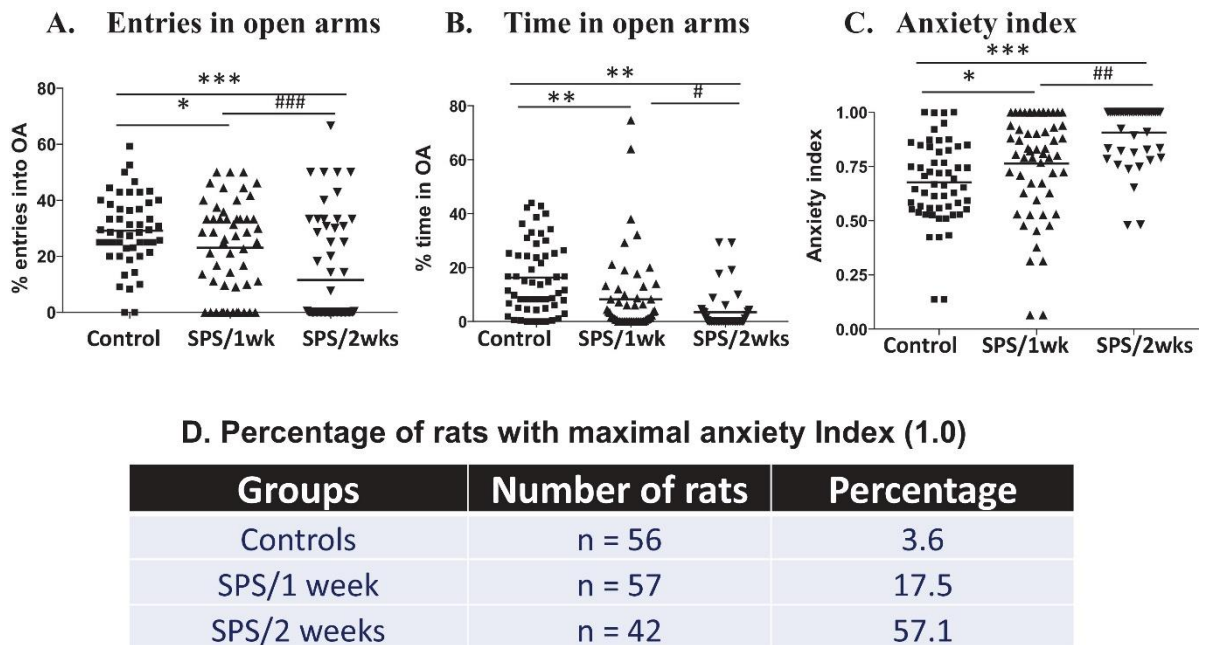 A. Entries in open arms
***
* ###
% entries into OA
80
60
40
20
0
Control SPS/1wk SPS/2wks
B. Time in open arms
**
** #
% time in OA
80
60
40
20
0
Control SPS/1wk SPS/2wks
C. Anxiety index
***
* ##
Anxiety index
1.00
0.75
0.50
0.25
0.00
Control SPS/1wk SPS/2wks
D. Percentage of rats with maximal anxiety Index (1.0)
Groups Number of rats Percentage
Controls n = 56 3.6
SPS/1 week n = 57 17.5
SPS/2 weeks n = 42 57.1